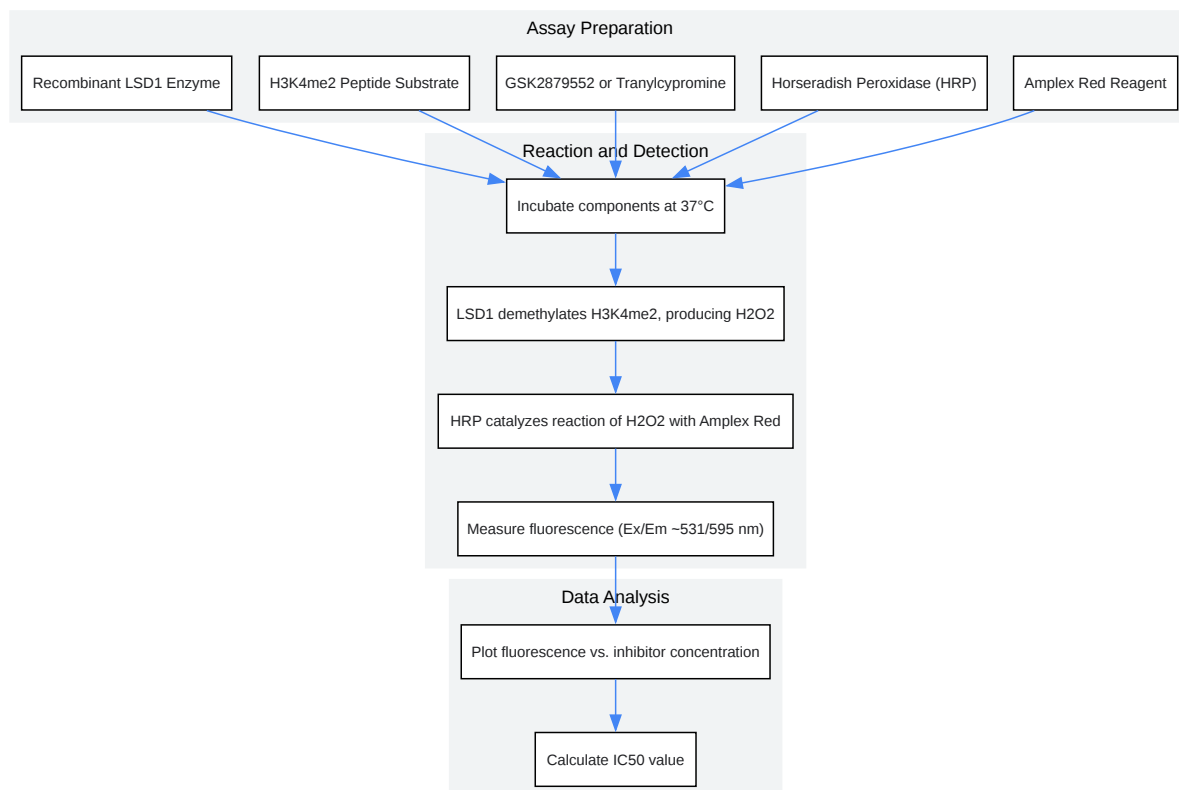 Assay Preparation
Recombinant LSD1 Enzyme
H3K4me2 Peptide Substrate
GSK2879552 or Tranylcypromine
Horseradish Peroxidase (HRP)
Amplex Red Reagent
Reaction and Detection
Incubate components at 37°C
LSD1 demethylates H3K4me2, producing H2O2
HRP catalyzes reaction of H2O2 with Amplex Red
Measure fluorescence (Ex/Em ~531/595 nm)
Data Analysis
Plot fluorescence vs. inhibitor concentration
Calculate IC50 value